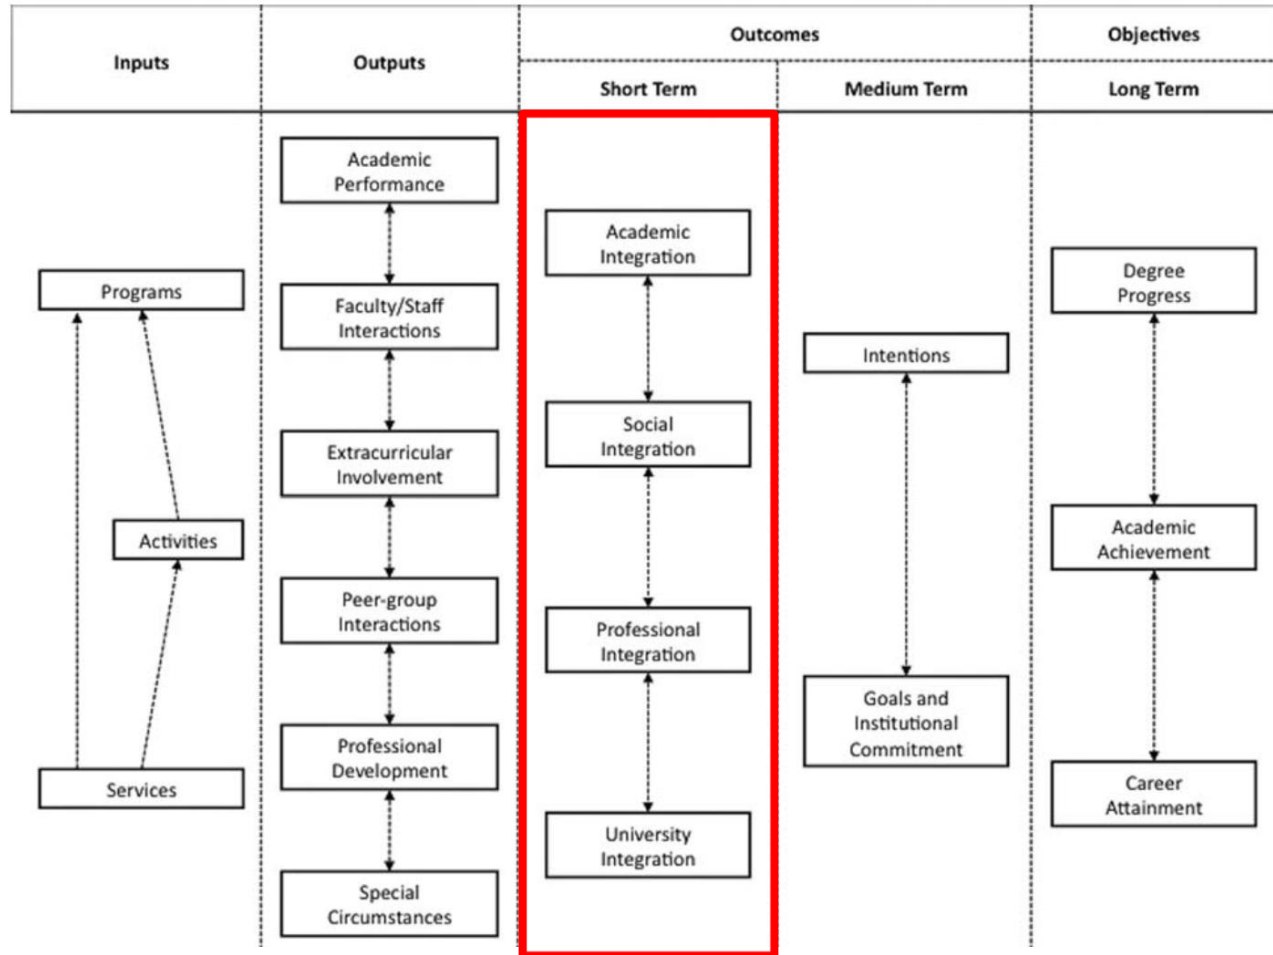 Inputs
Outputs
Outcomes
Objectives
Short Term
Medium Term
Long Term
Programs
Activities
Services
Academic
Performance
Faculty/Staff
Interactions
Extracurricular
Involvement
Peer-group
Interactions
Professional
Development
Special
Circumstances
Academic
Integration
Social
Integration
Professional
Integration
University
Integration
Intentions
Goals and
Institutional
Commitment
Degree
Progress
Academic
Achievement
Career
Attainment